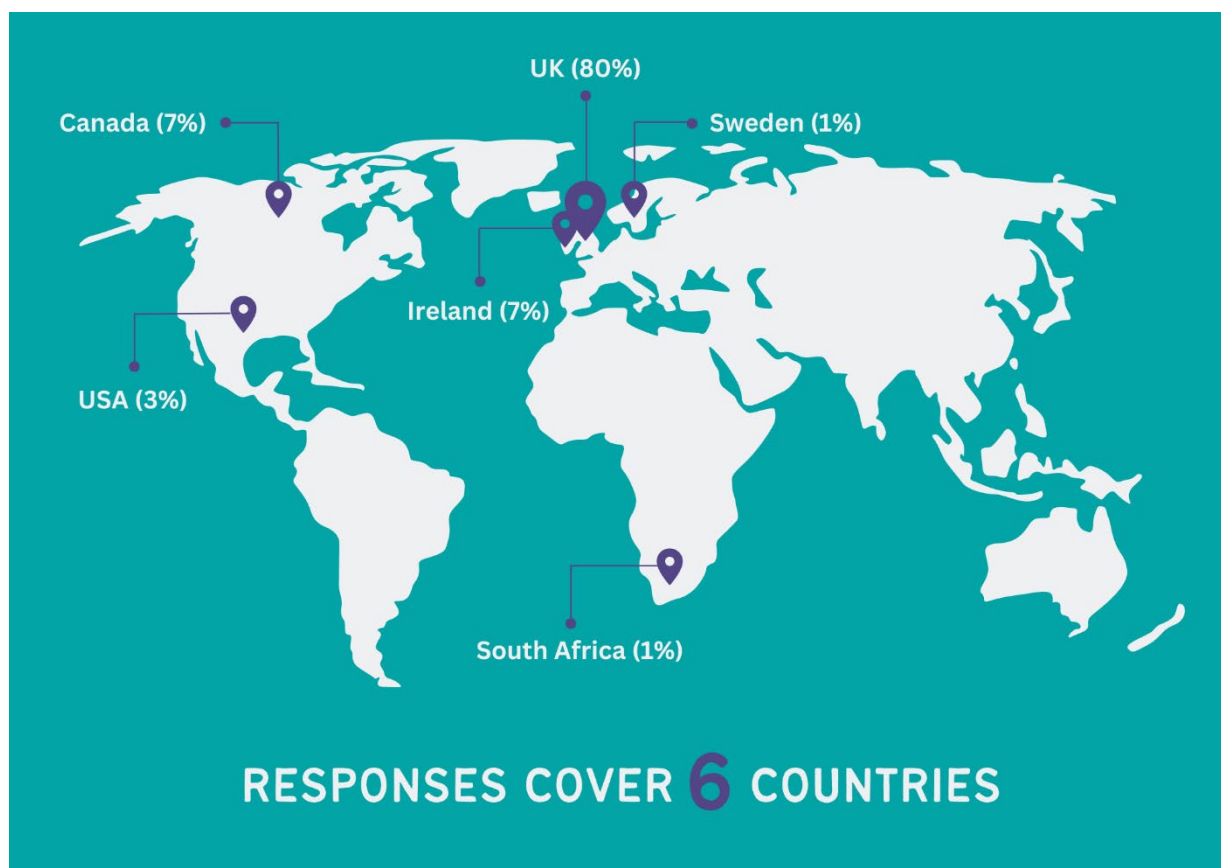 UK (80%)
Canada (7%)
Sweden (1%)
Ireland (7%)
USA (3%)
South Africa (1%)
RESPONSES COVER 6 COUNTRIES